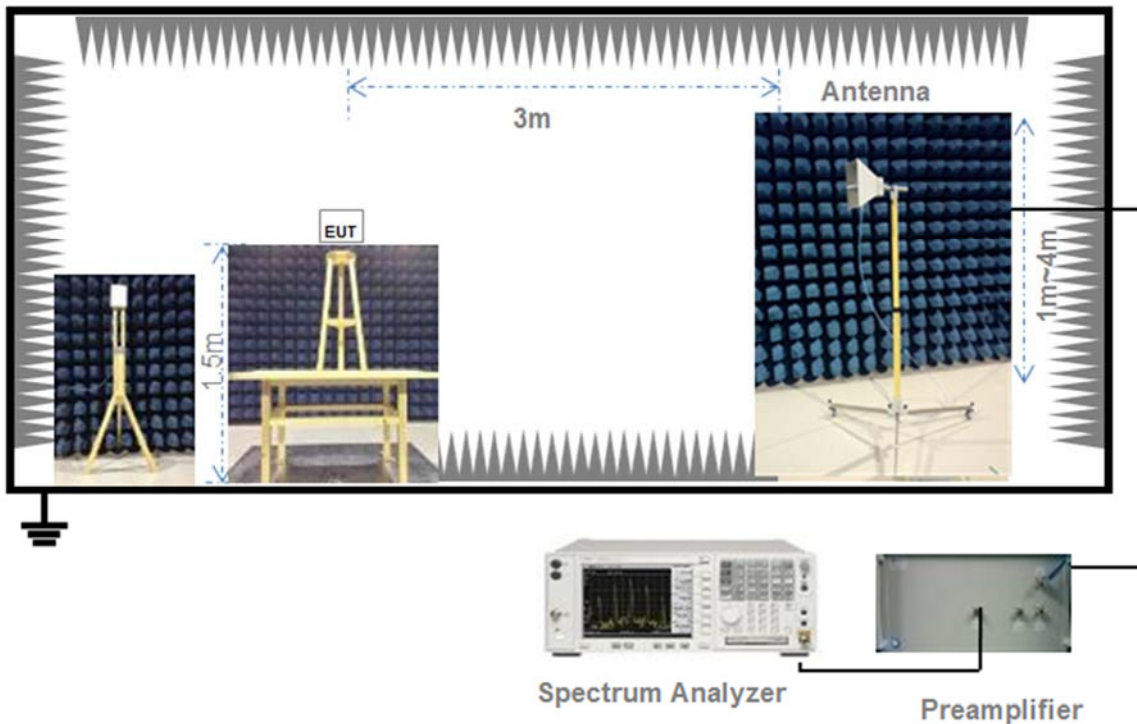 Antenna
3m
EUT
1.5m
1m~4m
Spectrum Analyzer
Preamplifier